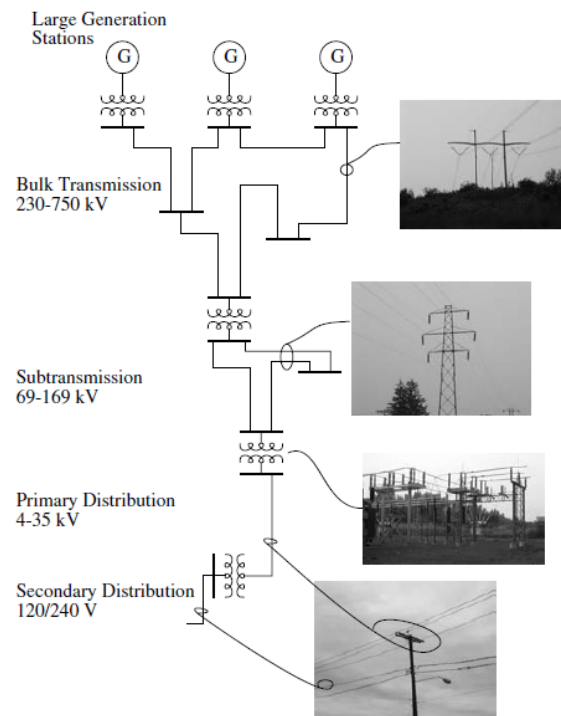 Large Generation
Stations
G
G
G
Bulk Transmission
230-750 kV
Subtransmission
69-169 kV
Primary Distribution
4-35 kV
Secondary Distribution
120/240 V